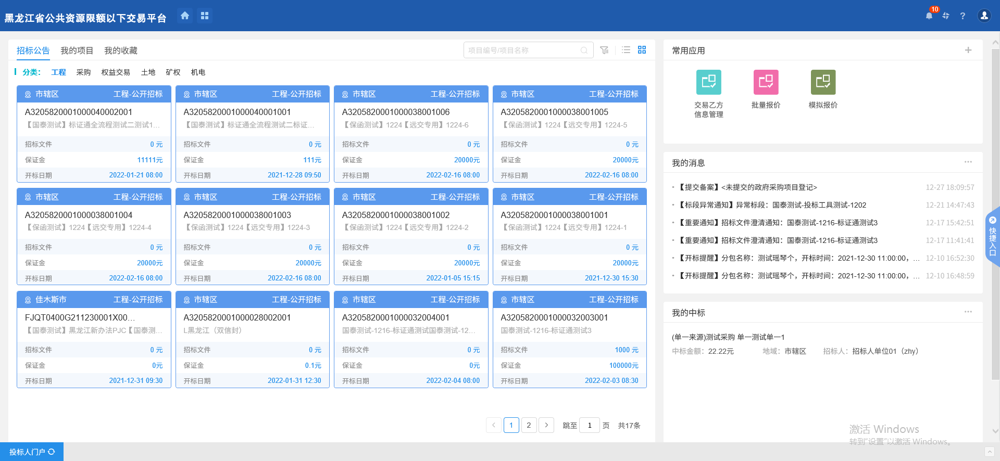 黑龙江省公共资源限额以下交易平台
10
?
招标公告 我的项目 我的收藏
项目编号/项目名称
分类： 工程 采购 权益交易 土地 矿权 机电
市辖区 工程-公开招标
A3205820001000040002001
【国泰测试】标证通全流程测试二测试1...
招标文件 0 元
保证金 11111元
开标日期 2022-01-21 08:00
市辖区 工程-公开招标
A3205820001000040001001
【国泰测试】标证通全流程测试二标证...
招标文件 0 元
保证金 111元
开标日期 2021-12-28 09:50
市辖区 工程-公开招标
A3205820001000038001006
【保函测试】1224【远交专用】1224-6
招标文件 0 元
保证金 20000元
开标日期 2022-02-16 08:00
市辖区 工程-公开招标
A3205820001000038001005
【保函测试】1224【远交专用】1224-5
招标文件 0 元
保证金 20000元
开标日期 2022-02-16 08:00
市辖区 工程-公开招标
A3205820001000038001004
【保函测试】1224【远交专用】1224-4
招标文件 0 元
保证金 20000元
开标日期 2022-02-16 08:00
市辖区 工程-公开招标
A3205820001000038001003
【保函测试】1224【远交专用】1224-3
招标文件 0 元
保证金 20000元
开标日期 2022-02-16 08:00
市辖区 工程-公开招标
A3205820001000038001002
【保函测试】1224【远交专用】1224-2
招标文件 0 元
保证金 20000元
开标日期 2022-01-05 15:15
市辖区 工程-公开招标
A3205820001000038001001
【保函测试】1224【远交专用】1224-1
招标文件 0 元
保证金 20000元
开标日期 2021-12-30 15:30
佳木斯市 工程-公开招标
FJQT0400G211230001X00...
【国泰测试】黑龙江新办法PJC【国泰测...
招标文件 0 元
保证金 0元
开标日期 2021-12-31 09:30
市辖区 工程-公开招标
A3205820001000028002001
L黑龙江（双信封）
招标文件 0 元
保证金 0.1元
开标日期 2022-01-31 12:30
市辖区 工程-公开招标
A3205820001000032004001
国泰测试-1216-标证通测试国泰测试-12...
招标文件 0 元
保证金 0元
开标日期 2022-02-04 08:00
市辖区 工程-公开招标
A3205820001000032003001
国泰测试-1216-标证通测试3
招标文件 1000 元
保证金 100000元
开标日期 2022-02-03 08:30
< 1 2 > 跳至 1 页 共17条
常用应用 +
交易乙方
信息管理
批量报价
模拟报价
我的消息 ...
【提交备案】<未提交的政府采购项目登记> 12-27 18:09:57
【标段异常通知】异常标段：国泰测试-投标工具测试-1202 12-21 14:47:43
【重要通知】招标文件澄清通知：国泰测试-1216-标证通测试3 12-17 15:42:51
【重要通知】招标文件澄清通知：国泰测试-1216-标证通测试3 12-17 11:41:41
【开标提醒】分包名称：测试瑶琴个，开标时间：2021-12-30 11:00:00，... 12-10 16:52:30
【开标提醒】分包名称：测试瑶琴个，开标时间：2021-12-30 11:00:00，... 12-10 16:48:59
快捷入口
我的中标 ...
(单一来源)测试采购 单一测试单一1
中标金额：22.22元 地域：市辖区 招标人：招标人单位01（zhy）
激活 Windows
转到“设置”以激活 Windows。
投标人门户